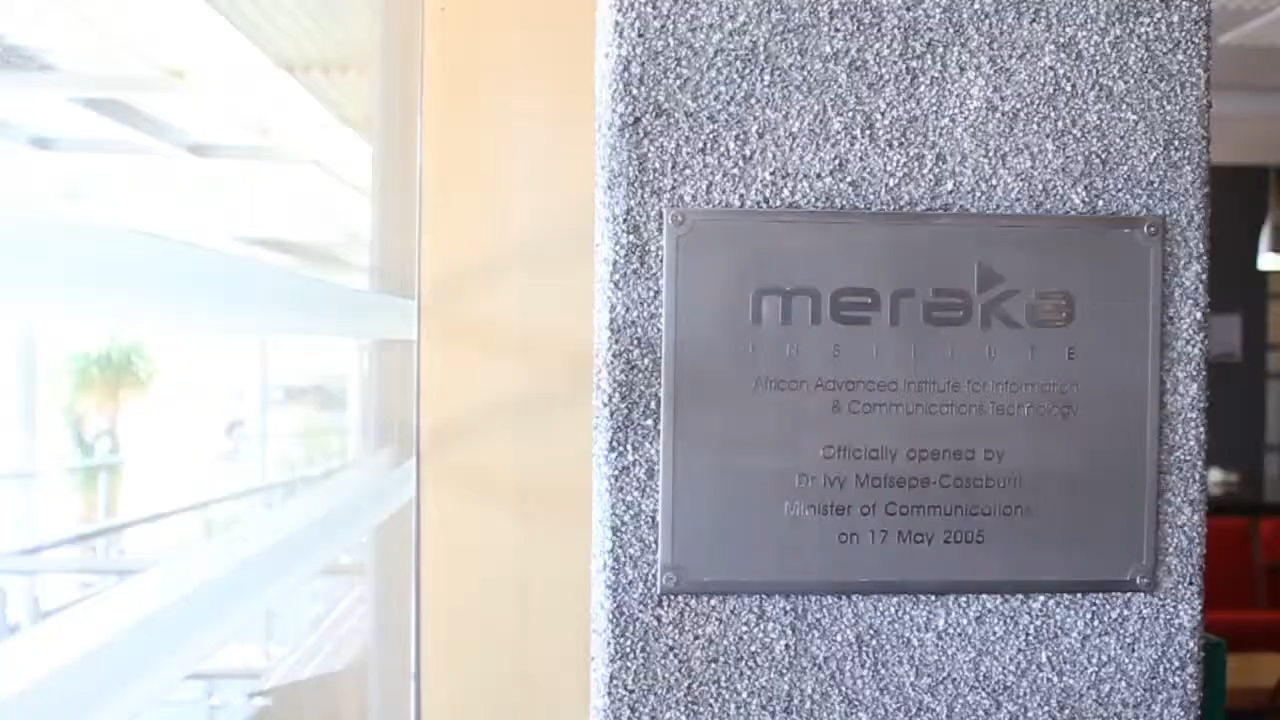 meraka
INSTITUTE
African Advanced Institute for Information
& Communications Technology
Officially opened by
Dr Ivy Matsepe-Casaburri
Minister of Communications
on 17 May 2005